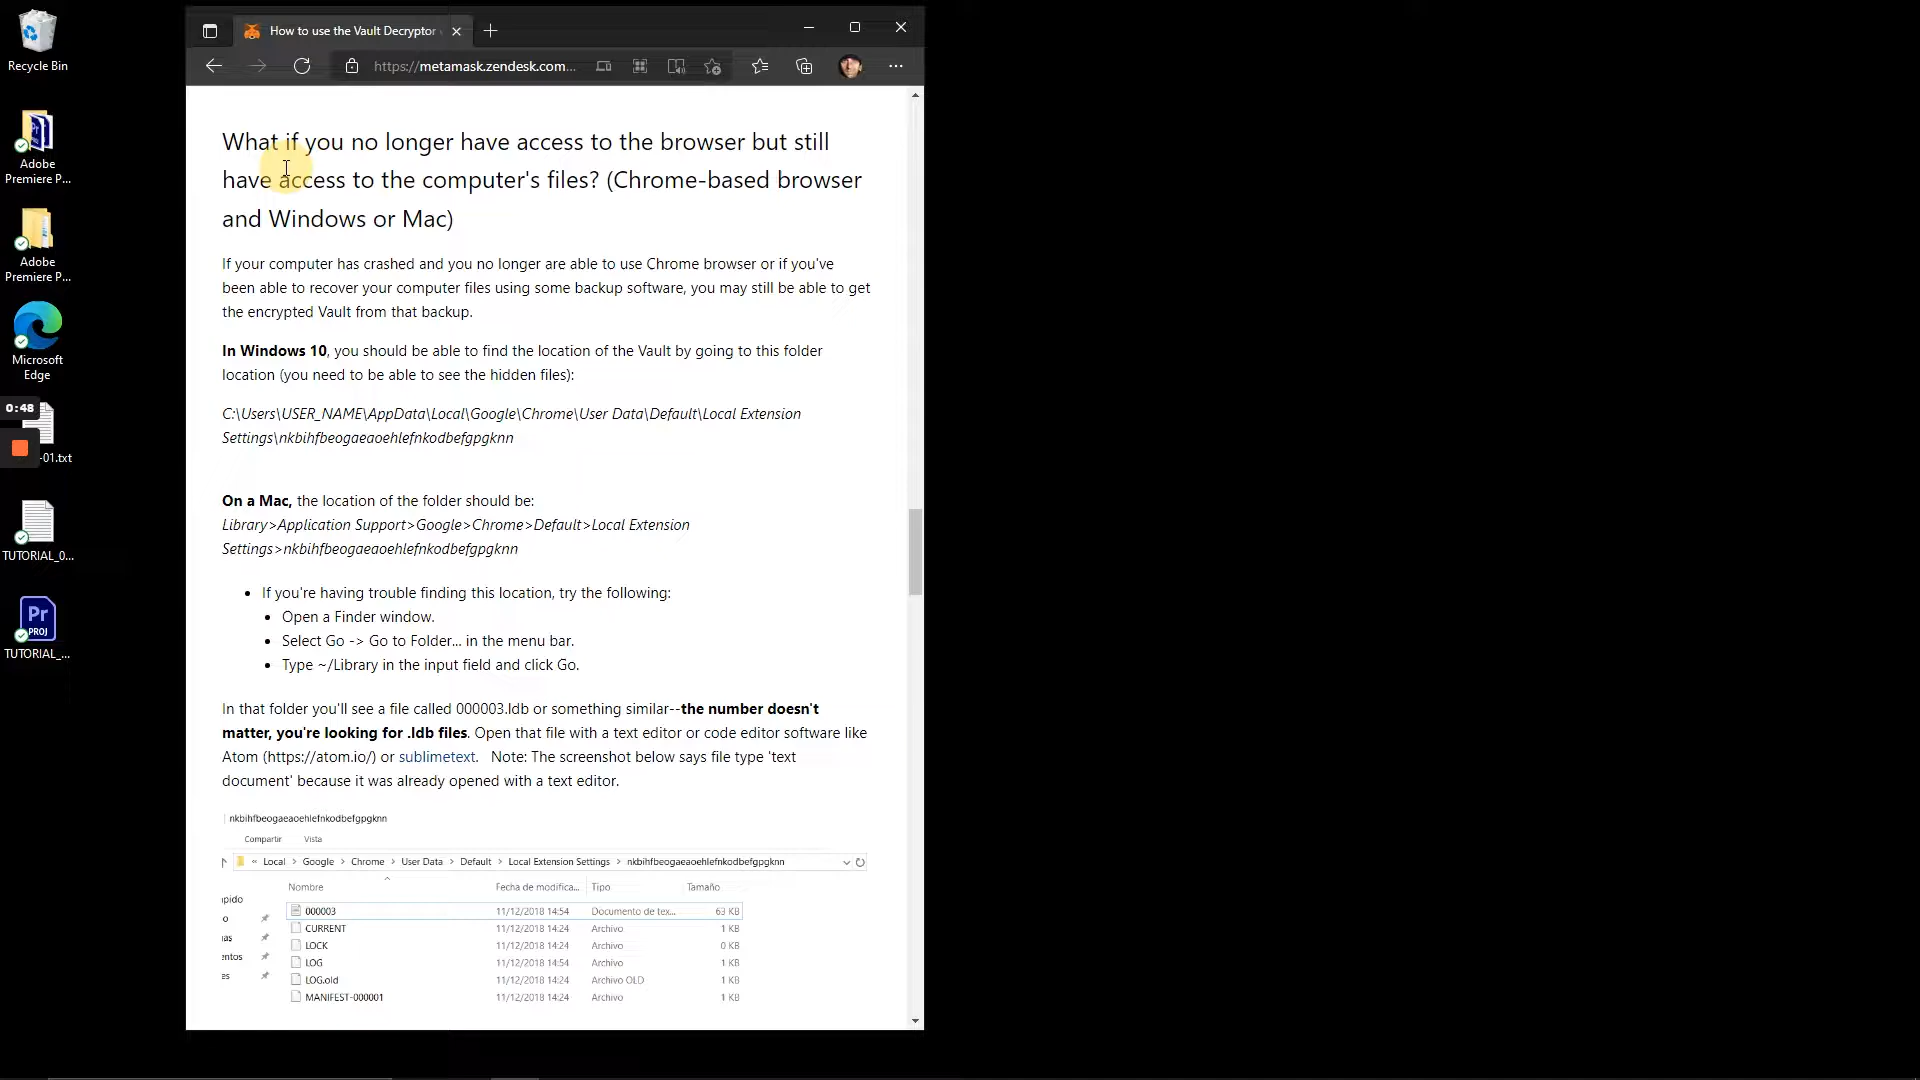 Recycle Bin
Adobe
Premiere P...
Adobe
Premiere P...
Microsoft
Edge
0:48
-01.txt
TUTORIAL_0...
Pr
PROJ
TUTORIAL_...
How to use the Vault Decryptor
https://metamask.zendesk.com...
What if you no longer have access to the browser but still
have access to the computer's files? (Chrome-based browser
and Windows or Mac)
If your computer has crashed and you no longer are able to use Chrome browser or if you've
been able to recover your computer files using some backup software, you may still be able to get
the encrypted Vault from that backup.
In Windows 10, you should be able to find the location of the Vault by going to this folder
location (you need to be able to see the hidden files):
C:\Users\USER_NAME\AppData\Local\Google\Chrome\User Data\Default\Local Extension
Settings\nkbihfbeogaeaoehlefnkodbefgpgknn
On a Mac, the location of the folder should be:
Library>Application Support>Google>Chrome>Default>Local Extension
Settings>nkbihfbeogaeaoehlefnkodbefgpgknn
• If you're having trouble finding this location, try the following:
• Open a Finder window.
• Select Go -> Go to Folder... in the menu bar.
• Type ~/Library in the input field and click Go.
In that folder you'll see a file called 000003.ldb or something similar--the number doesn't
matter, you're looking for .ldb files. Open that file with a text editor or code editor software like
Atom (https://atom.io/) or sublimetext. Note: The screenshot below says file type 'text
document' because it was already opened with a text editor.
nkbihfbeogaeaoehlefnkodbefgpgknn
Compartir Vista
« Local > Google > Chrome > User Data > Default > Local Extension Settings > nkbihfbeogaeaoehlefnkodbefgpgknn
Nombre Fecha de modifica... Tipo Tamaño
ápido
o
nas
entos
es
000003 11/12/2018 14:54 Documento de tex... 63 KB
CURRENT 11/12/2018 14:24 Archivo 1 KB
LOCK 11/12/2018 14:24 Archivo 0 KB
LOG 11/12/2018 14:54 Archivo 1 KB
LOG.old 11/12/2018 14:24 Archivo OLD 1 KB
MANIFEST-000001 11/12/2018 14:24 Archivo 1 KB